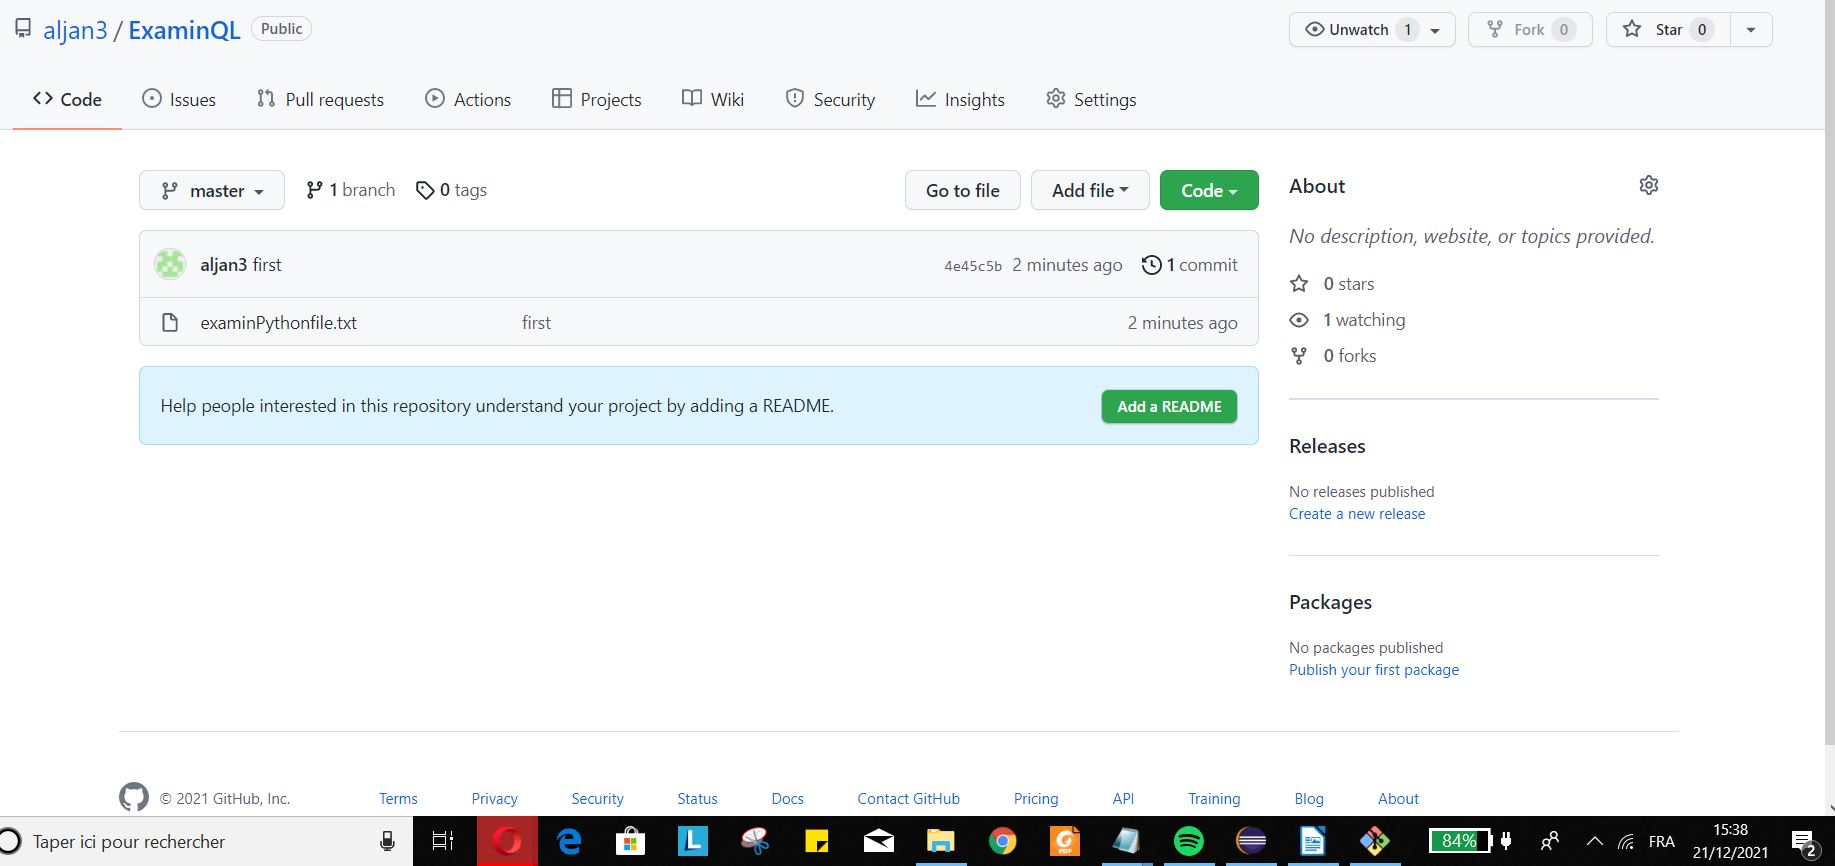 aljan3 / ExaminQL Public Unwatch 1 Fork 0 Star 0
Code Issues Pull requests Actions Projects Wiki Security Insights Settings
master 1 branch 0 tags Go to file Add file Code
aljan3 first 4e45c5b 2 minutes ago 1 commit
examinPythonfile.txt first 2 minutes ago
Help people interested in this repository understand your project by adding a README. Add a README
About
No description, website, or topics provided.
0 stars
1 watching
0 forks
Releases
No releases published
Create a new release
Packages
No packages published
Publish your first package
© 2021 GitHub, Inc. Terms Privacy Security Status Docs Contact GitHub Pricing API Training Blog About
Taper ici pour rechercher L PDF 84% FRA 15:38
21/12/2021 2